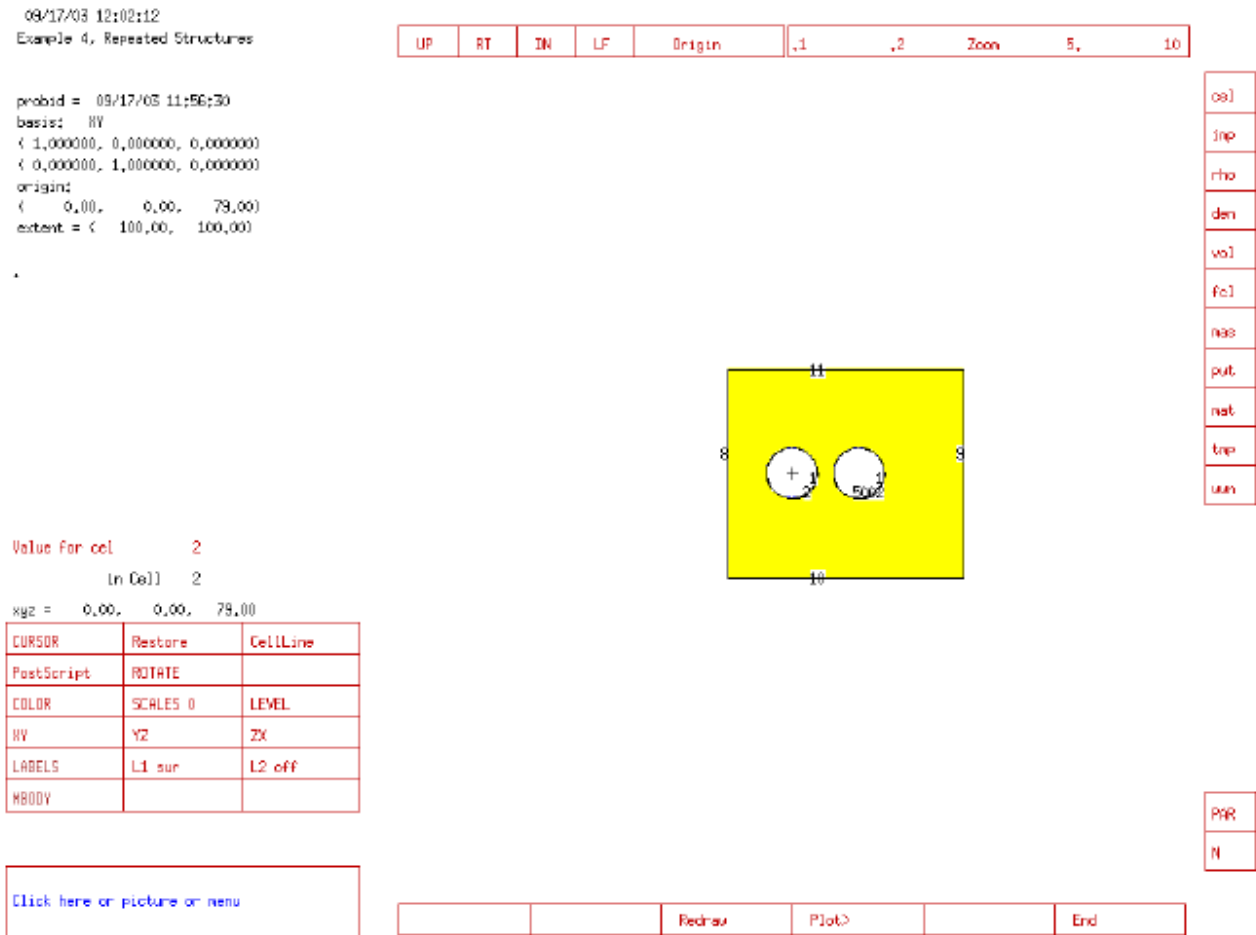 09/17/03 12:02:12
Example 4, Repeated Structures
UP RT DN LF Origin .1 .2 Zoom 5. 10
probid = 09/17/03 11:56:30
basis: XY
( 1.000000, 0.000000, 0.000000)
( 0.000000, 1.000000, 0.000000)
origin:
( 0.00, 0.00, 79.00)
extent = ( 100.00, 100.00)
cel
imp
rho
den
vol
fcl
mas
pwt
mat
tmp
wwn
11
8
9
1
2
1
5002
10
Value for cel 2
in Cell 2
xyz = 0.00, 0.00, 79.00
CURSOR Restore CellLine
PostScript ROTATE
COLOR SCALES 0 LEVEL
XY YZ ZX
LABELS L1 sur L2 off
MBODY
PAR
N
Click here or picture or menu
Redraw Plot> End